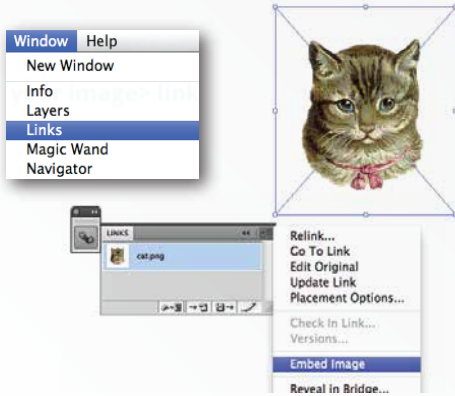 Window Help
New Window
Info
Layers
Links
Magic Wand
Navigator
LINKS
cat.png
Relink...
Go To Link
Edit Original
Update Link
Placement Options...
Check In Link...
Versions...
Embed Image
Reveal in Bridge...